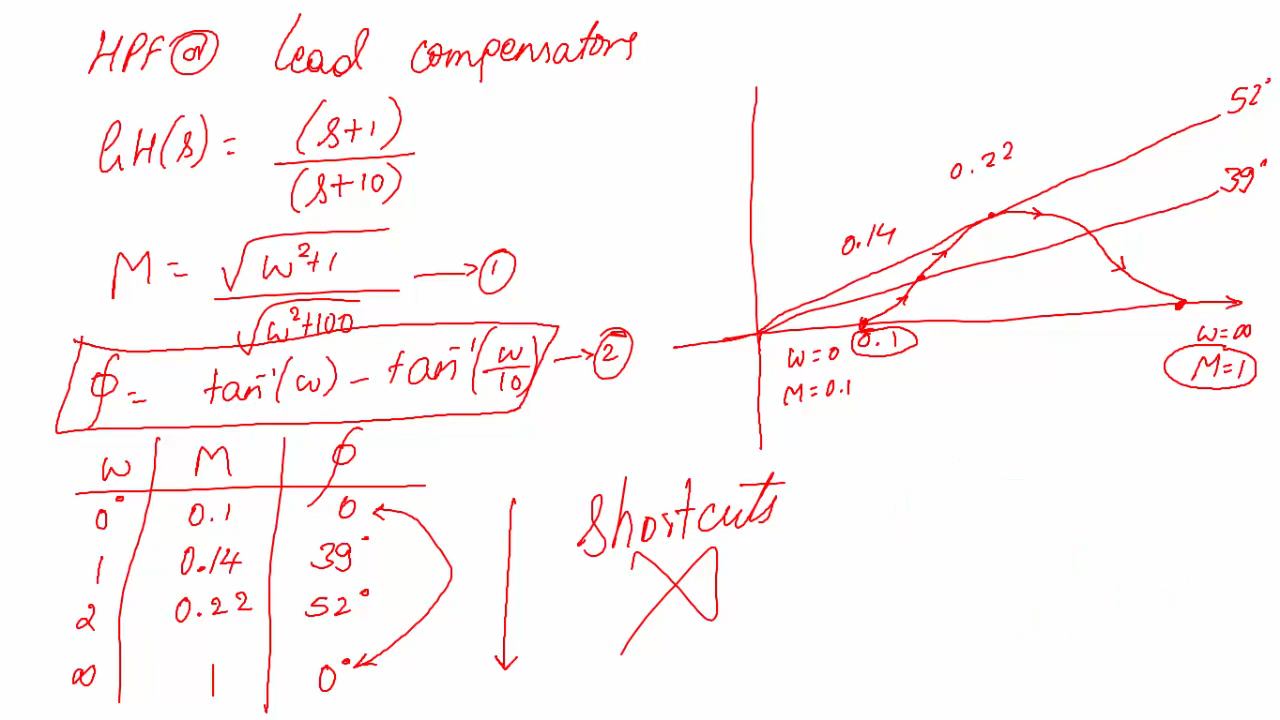 HPF or Lead compensators
GH(s) = (s+1) / (s+10)
M = √(ω²+1) / √(ω²+100) → 1
ϕ = tan⁻¹(ω) − tan⁻¹(ω/10) → 2
ω M ϕ
0° 0.1 0
1 0.14 39°
2 0.22 52°
∞ 1 0°
Shortcuts
52°
39°
0.22
0.14
ω=0
M=0.1
0.1
ω=∞
M=1